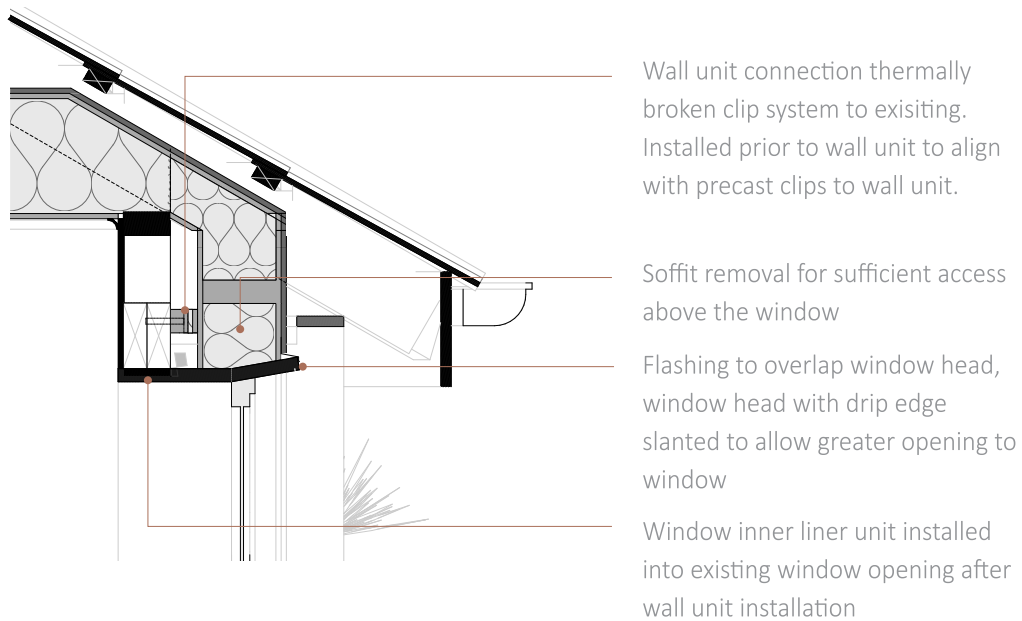 Wall unit connection thermally
broken clip system to exisiting.
Installed prior to wall unit to align
with precast clips to wall unit.
Soffit removal for sufficient access
above the window
Flashing to overlap window head,
window head with drip edge
slanted to allow greater opening to
window
Window inner liner unit installed
into existing window opening after
wall unit installation